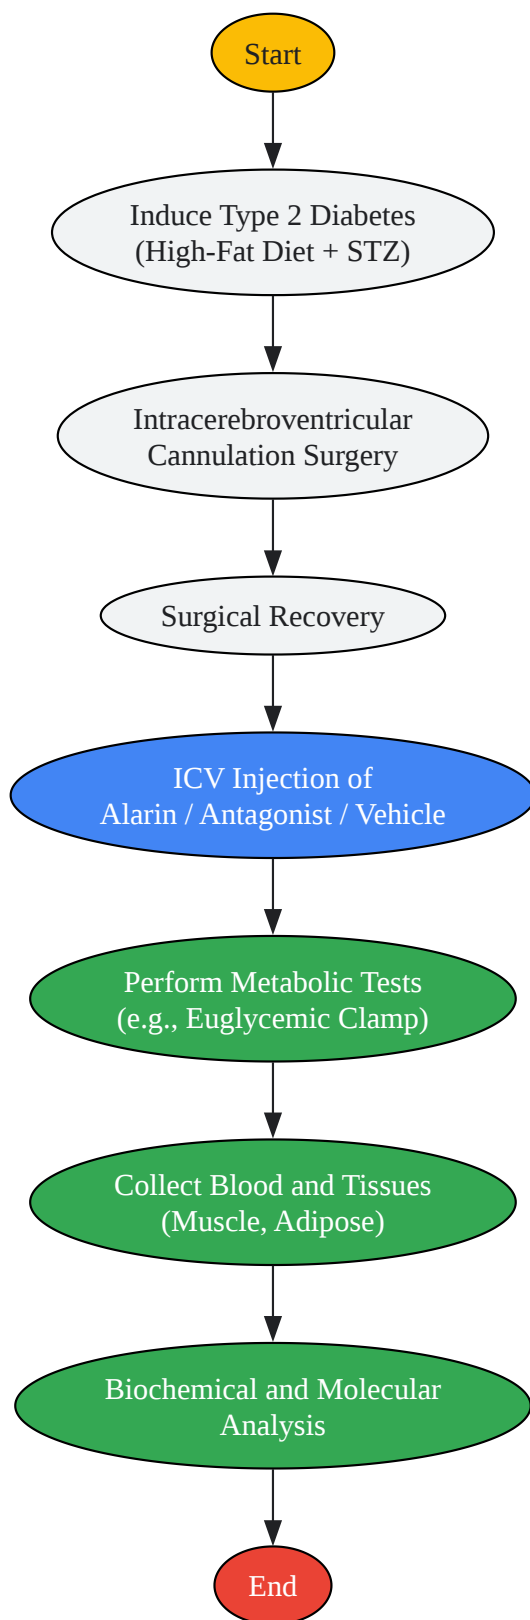 Start
Induce Type 2 Diabetes
(High-Fat Diet + STZ)
Intracerebroventricular
Cannulation Surgery
Surgical Recovery
ICV Injection of
Alarin / Antagonist / Vehicle
Perform Metabolic Tests
(e.g., Euglycemic Clamp)
Collect Blood and Tissues
(Muscle, Adipose)
Biochemical and Molecular
Analysis
End